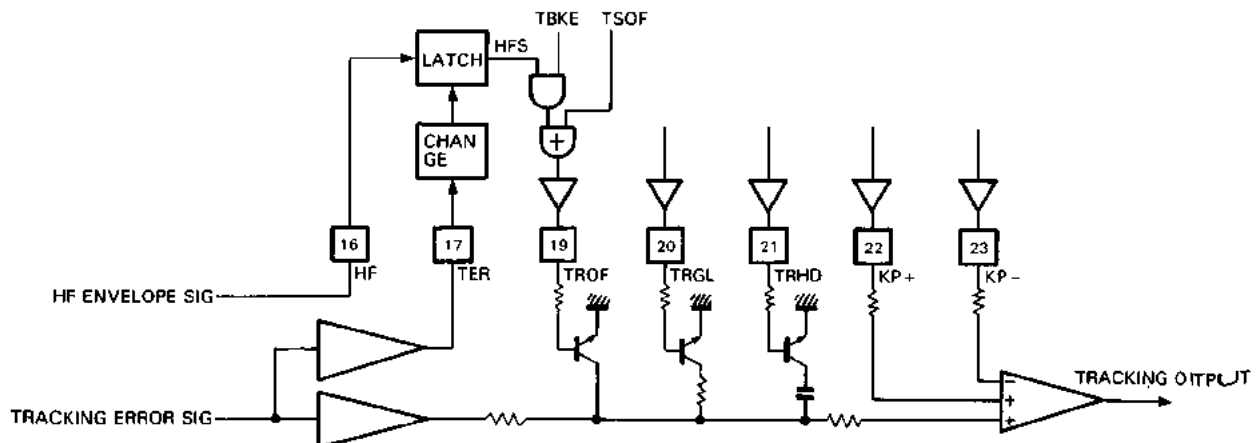 TBKE TSOF
HFS
LATCH
+
CHAN
GE
16 17 19 20 21 22 23
HF TER TROF TRGL TRHD KP+ KP−
HF ENVELOPE SIG
TRACKING OITPUT
−
+
+
TRACKING ERROR SIG